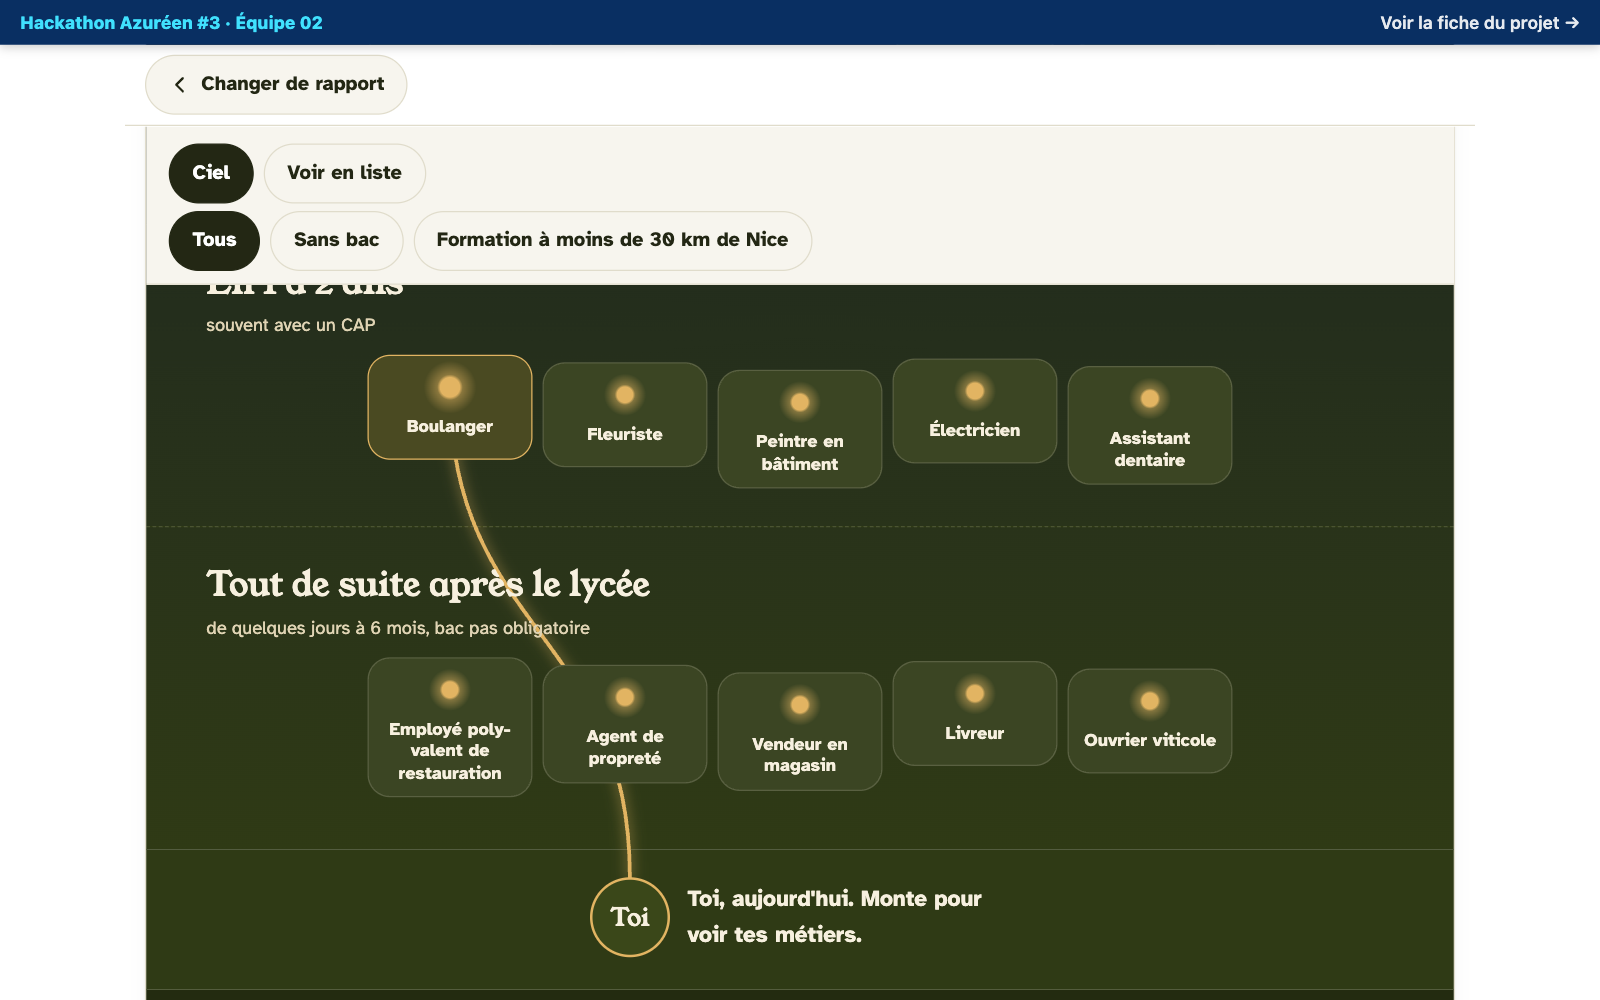 Hackathon Azuréen #3 · Équipe 02
Voir la fiche du projet →
Changer de rapport
Ciel
Voir en liste
Tous
Sans bac
Formation à moins de 30 km de Nice
En 1 à 2 ans
souvent avec un CAP
Boulanger
Fleuriste
Peintre en
bâtiment
Électricien
Assistant
dentaire
Tout de suite après le lycée
de quelques jours à 6 mois, bac pas obligatoire
Employé poly-
valent de
restauration
Agent de
propreté
Vendeur en
magasin
Livreur
Ouvrier viticole
Toi
Toi, aujourd'hui. Monte pour
voir tes métiers.